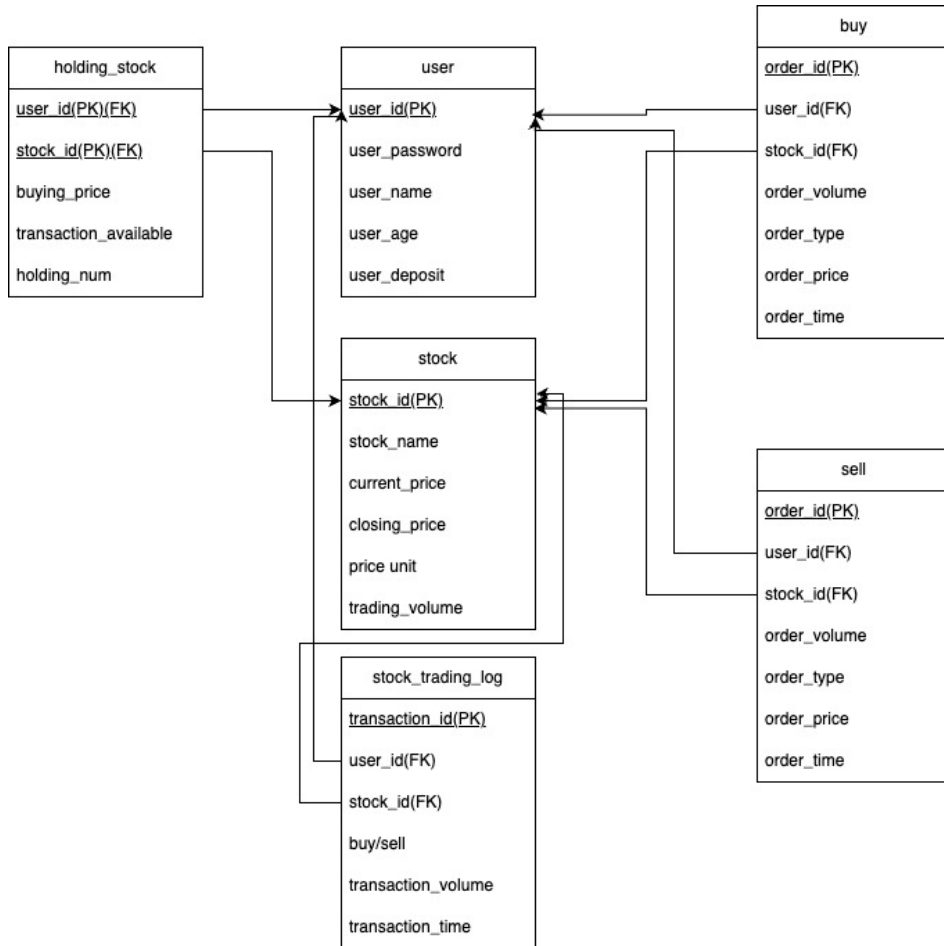 holding_stock
user_id(PK)(FK)
stock_id(PK)(FK)
buying_price
transaction_available
holding_num
user
user_id(PK)
user_password
user_name
user_age
user_deposit
buy
order_id(PK)
user_id(FK)
stock_id(FK)
order_volume
order_type
order_price
order_time
stock
stock_id(PK)
stock_name
current_price
closing_price
price unit
trading_volume
sell
order_id(PK)
user_id(FK)
stock_id(FK)
order_volume
order_type
order_price
order_time
stock_trading_log
transaction_id(PK)
user_id(FK)
stock_id(FK)
buy/sell
transaction_volume
transaction_time